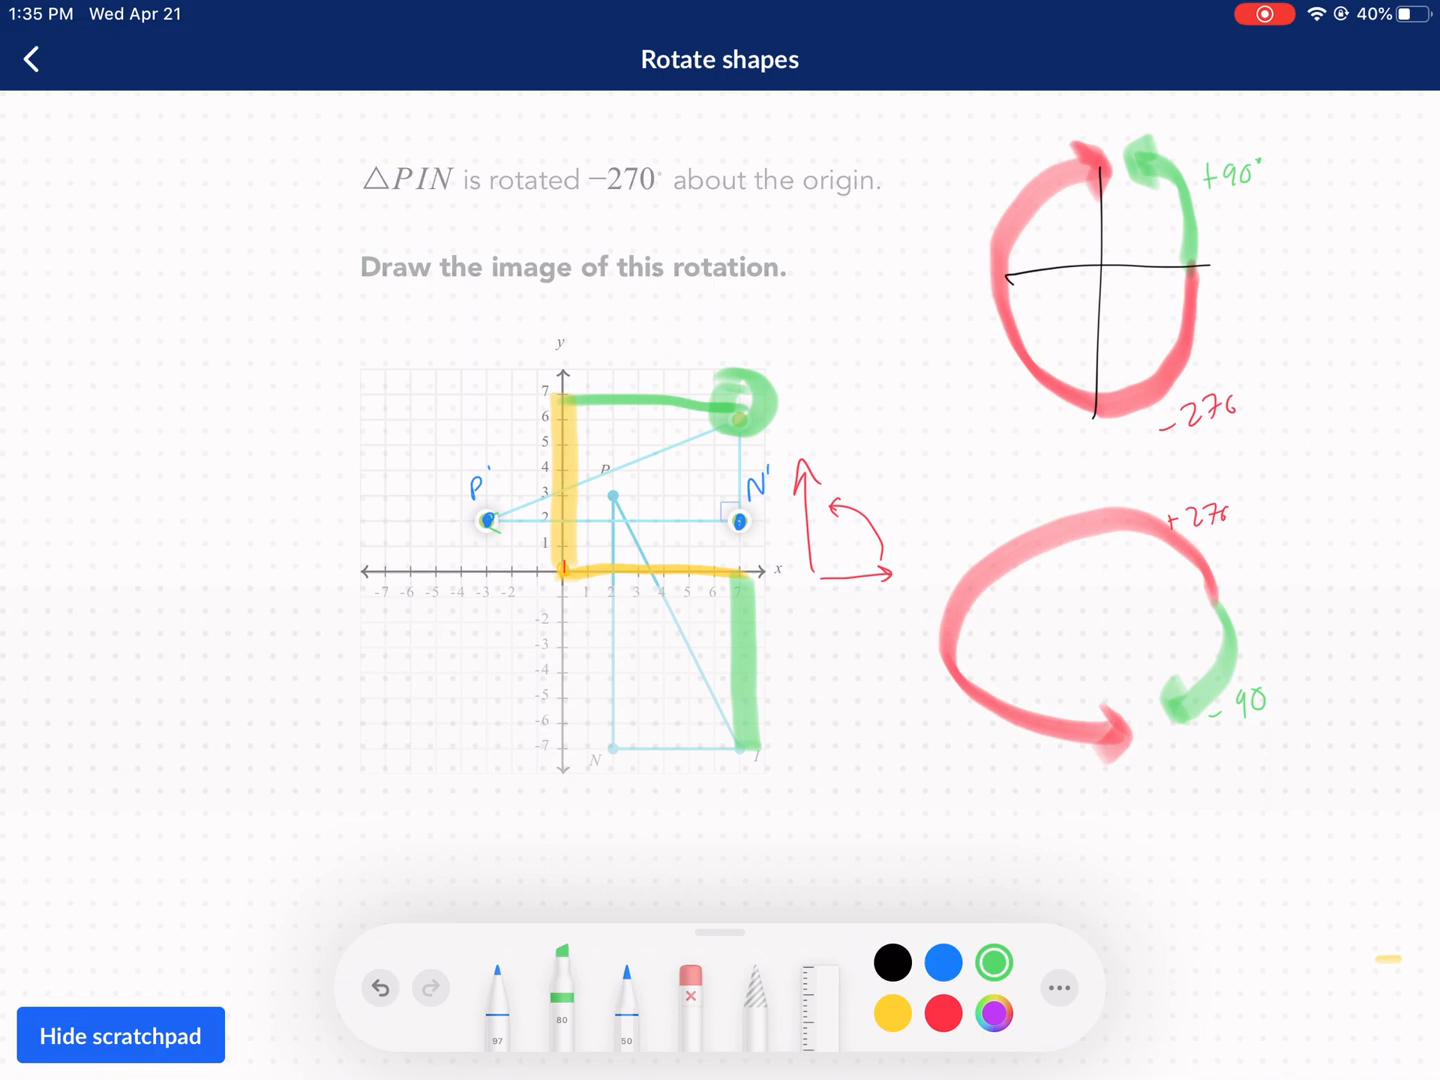 1:35 PM Wed Apr 21
40%
Rotate shapes
△PIN is rotated −270° about the origin.
Draw the image of this rotation.
+90°
-270
y
7
6
5
4
3
2
1
P
P'
N'
x
-7 -6 -5 -4 -3 -2 1 2 3 4 5 6 7
-2
-3
-4
-5
-6
-7
N
I
+270
- 90
97
80
50
Hide scratchpad